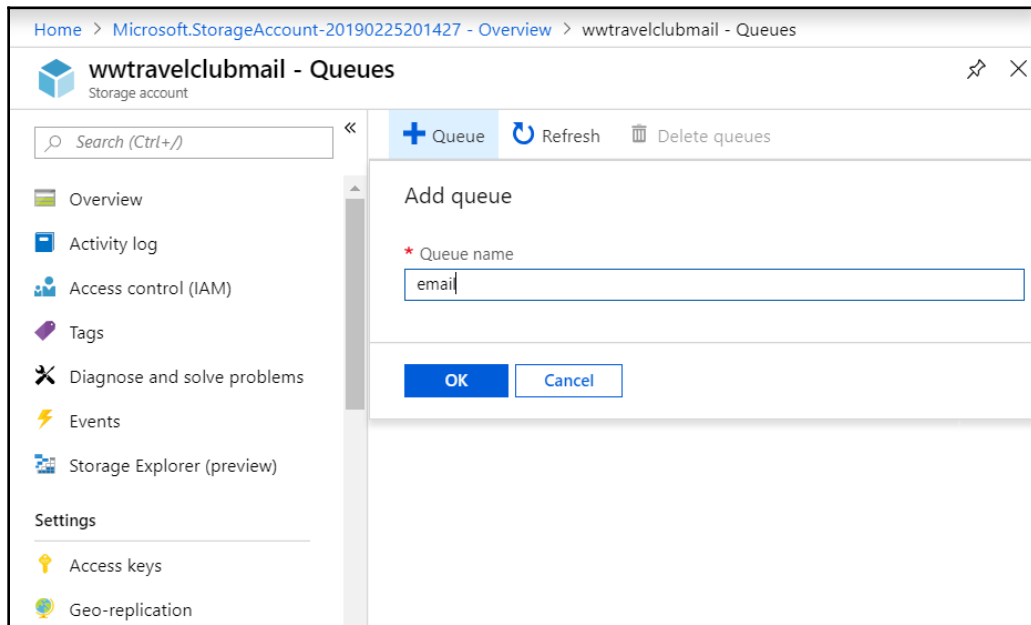 Home > Microsoft.StorageAccount-20190225201427 - Overview > wwtravelclubmail - Queues
wwtravelclubmail - Queues
Storage account
Search (Ctrl+/)
«
Overview
Activity log
Access control (IAM)
Tags
Diagnose and solve problems
Events
Storage Explorer (preview)
Settings
Access keys
Geo-replication
Queue Refresh Delete queues
Add queue
* Queue name
email
OK Cancel